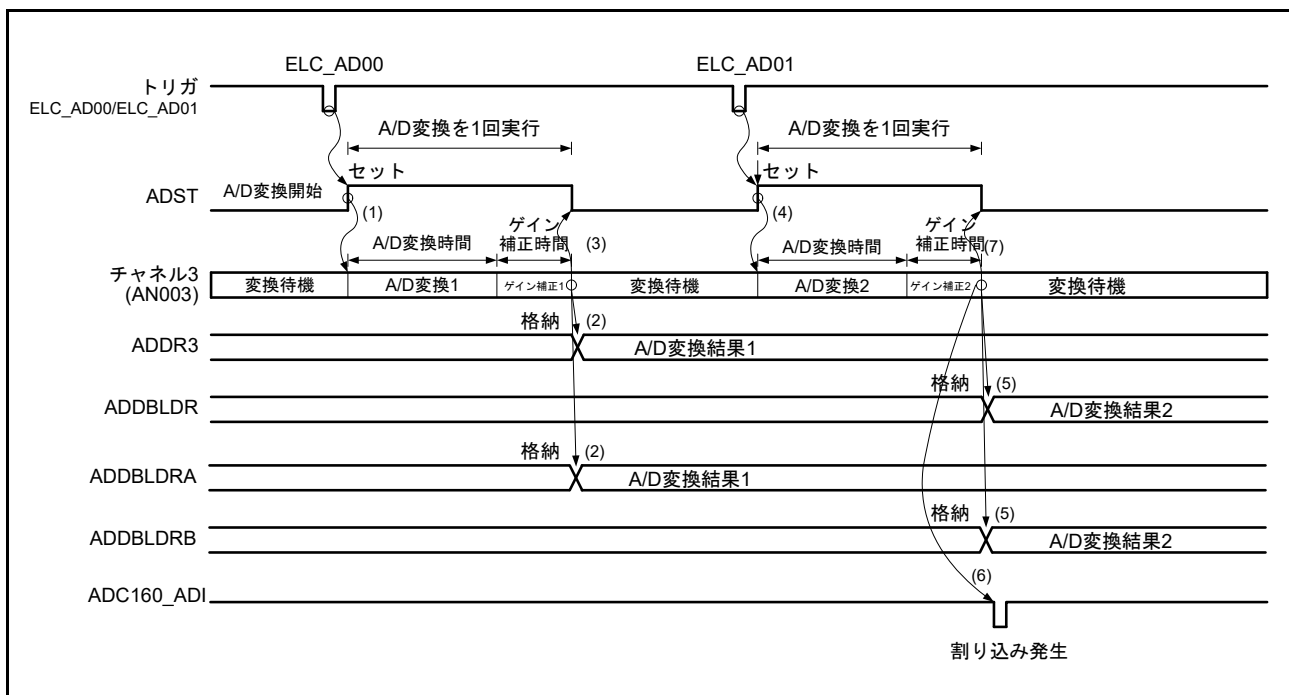 ELC_AD00
ELC_AD01
トリガ
ELC_AD00/ELC_AD01
A/D変換を1回実行
A/D変換を1回実行
セット
セット
ADST
A/D変換開始
(1)
(3)
(4)
(7)
A/D変換時間
ゲイン
補正時間
A/D変換時間
ゲイン
補正時間
チャネル3
(AN003)
変換待機
A/D変換1
ゲイン補正1
変換待機
A/D変換2
ゲイン補正2
変換待機
格納
(2)
ADDR3
A/D変換結果1
格納
(5)
ADDBLDR
A/D変換結果2
格納
(2)
ADDBLDRA
A/D変換結果1
格納
(5)
ADDBLDRB
A/D変換結果2
(6)
ADC160_ADI
割り込み発生